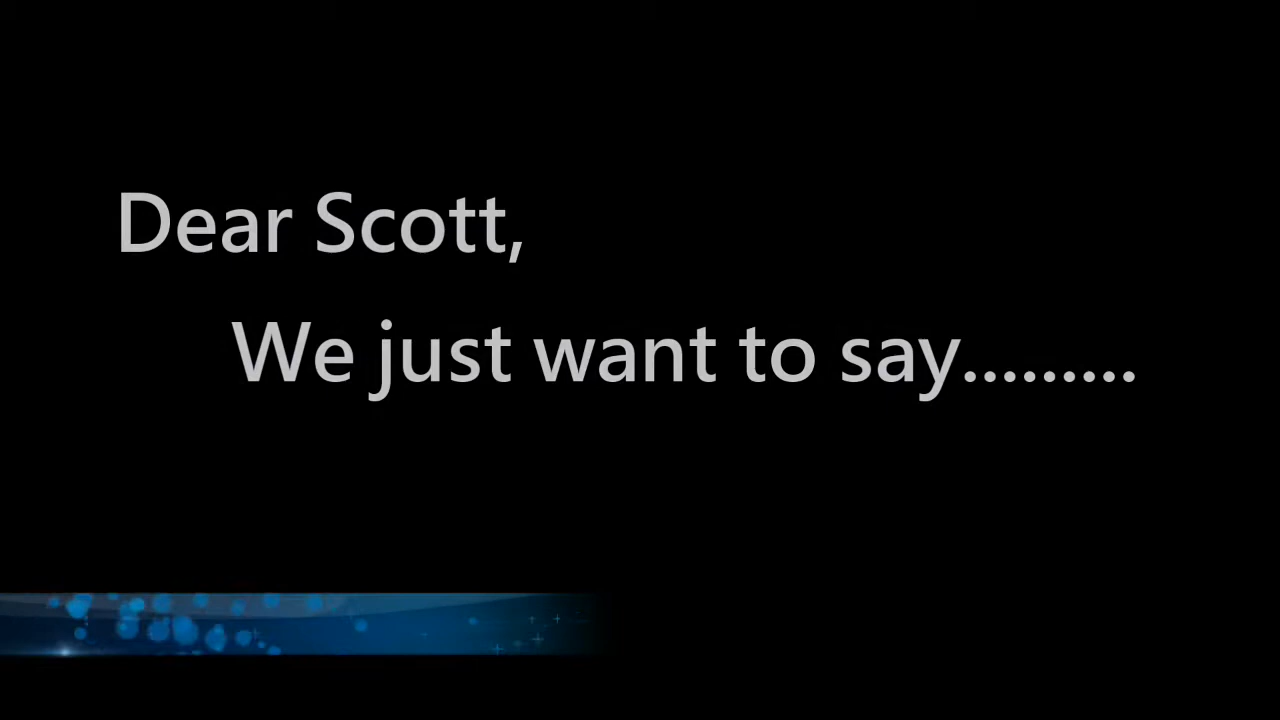 Dear Scott,
We just want to say.........